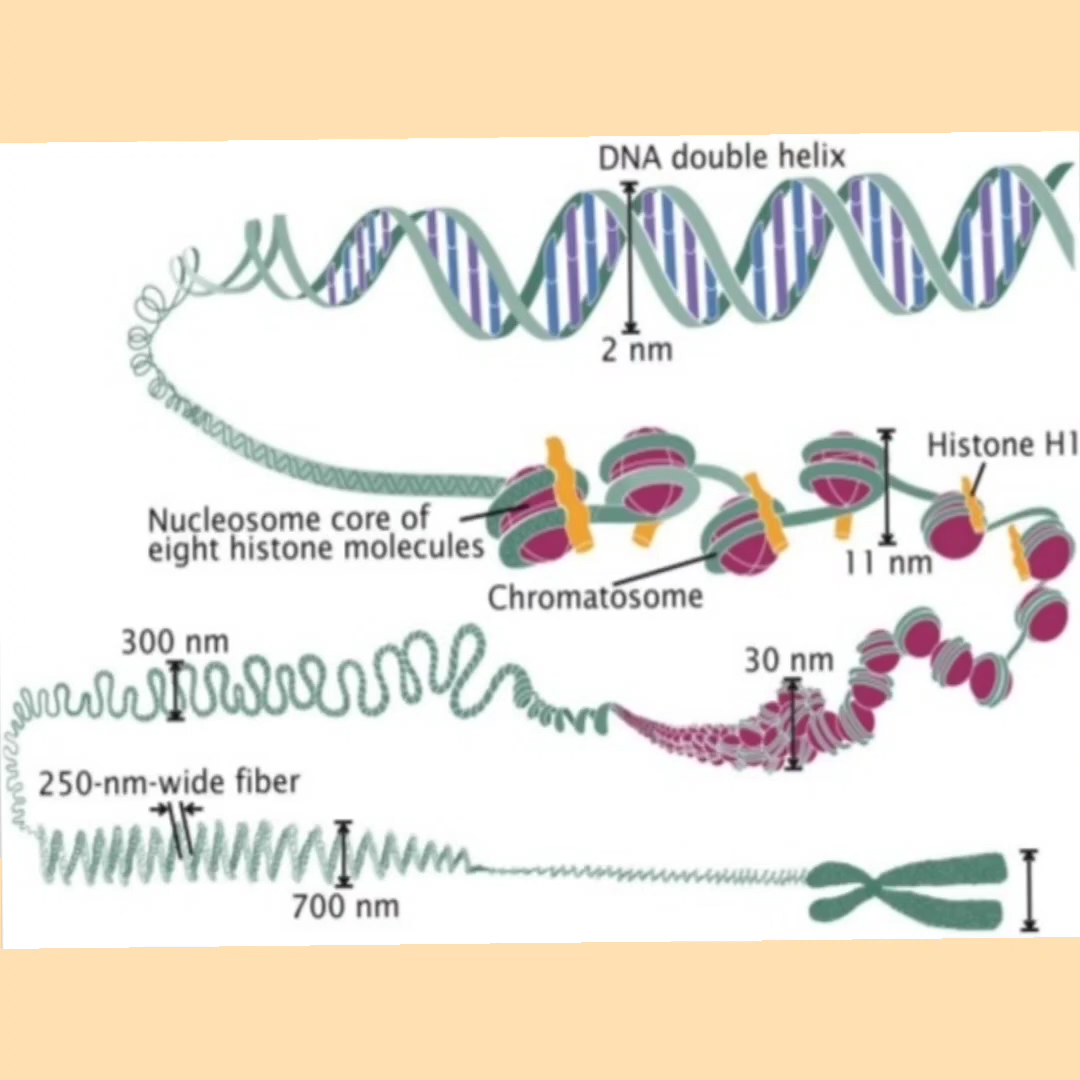 DNA double helix
2 nm
Histone H1
Nucleosome core of
eight histone molecules
11 nm
Chromatosome
300 nm
30 nm
250-nm-wide fiber
700 nm